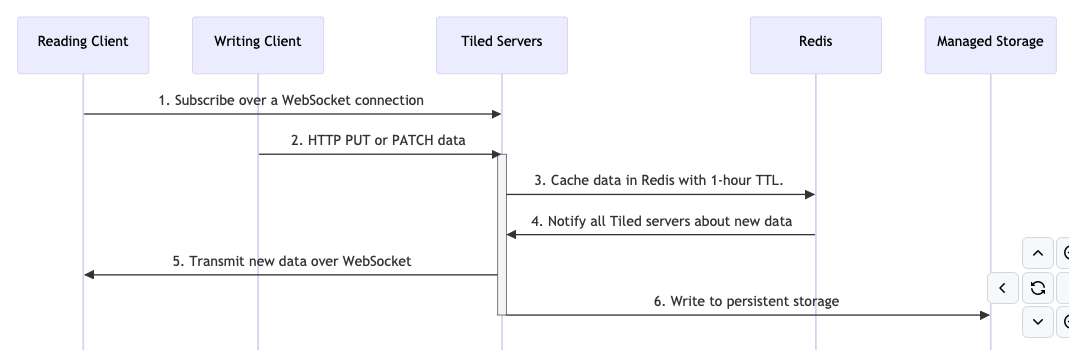 Reading Client
Writing Client
Tiled Servers
Redis
Managed Storage
1. Subscribe over a WebSocket connection
2. HTTP PUT or PATCH data
3. Cache data in Redis with 1-hour TTL.
4. Notify all Tiled servers about new data
5. Transmit new data over WebSocket
6. Write to persistent storage